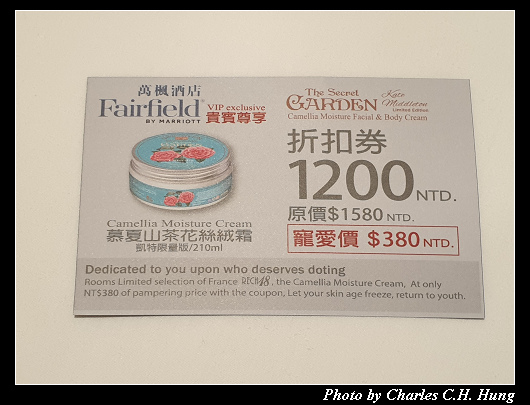 萬楓酒店
Fairfield®
BY MARRIOTT
VIP exclusive
貴賓尊享
Camellia Moisture Cream
慕夏山茶花絲絨霜
凱特限量版/210ml
The Secret
GARDEN
Kate
Middleton
Limited Edition
Camellia Moisture Facial & Body Cream
折扣券
1200 NTD.
原價$1580 NTD.
寵愛價 $380 NTD.
Dedicated to you upon who deserves doting
Rooms Limited selection of France RICH48, the Camellia Moisture Cream, At only
NT$380 of pampering price with the coupon, Let your skin age freeze, return to youth.
Photo by Charles C.H. Hung